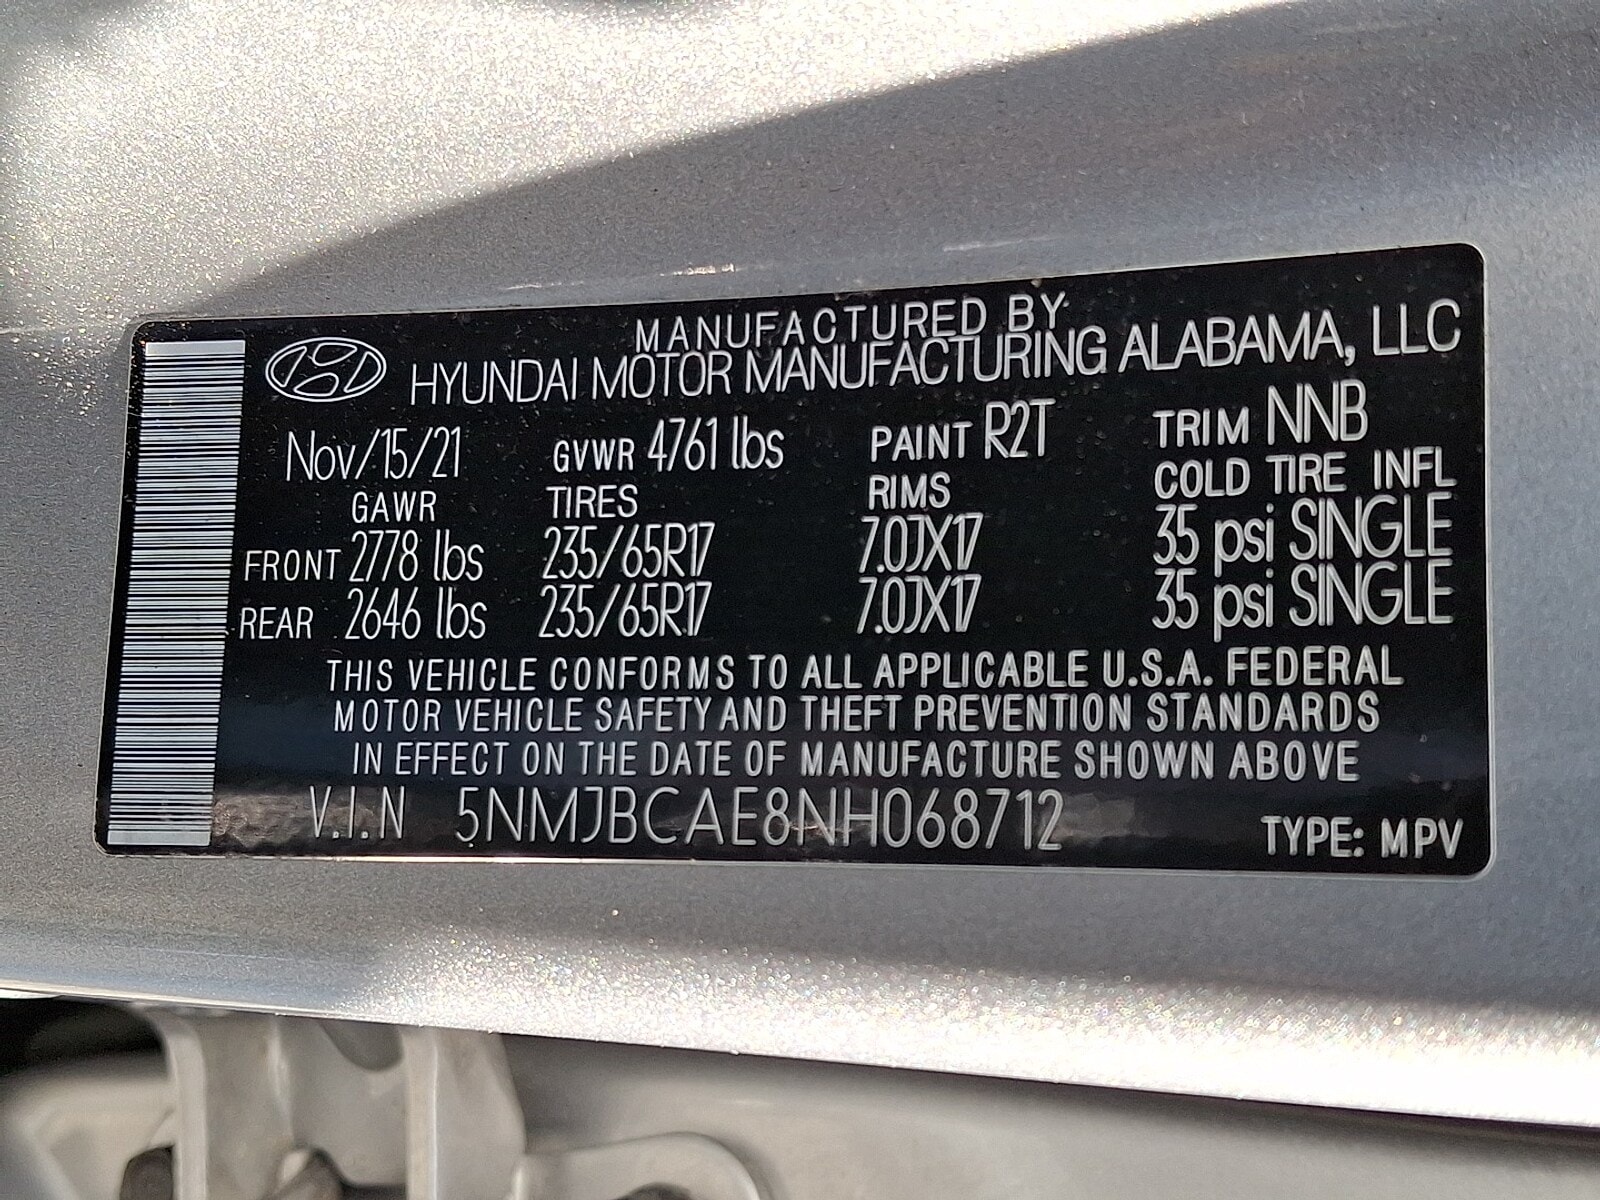 MANUFACTURED BY
HYUNDAI MOTOR MANUFACTURING ALABAMA, LLC
Nov/15/21 GVWR 4761 lbs PAINT R2T TRIM NNB
GAWR TIRES RIMS COLD TIRE INFL
FRONT 2778 lbs 235/65R17 7.0JX17 35 psi SINGLE
REAR 2646 lbs 235/65R17 7.0JX17 35 psi SINGLE
THIS VEHICLE CONFORMS TO ALL APPLICABLE U.S.A. FEDERAL
MOTOR VEHICLE SAFETY AND THEFT PREVENTION STANDARDS
IN EFFECT ON THE DATE OF MANUFACTURE SHOWN ABOVE
V.I.N 5NMJBCAE8NH068712 TYPE: MPV